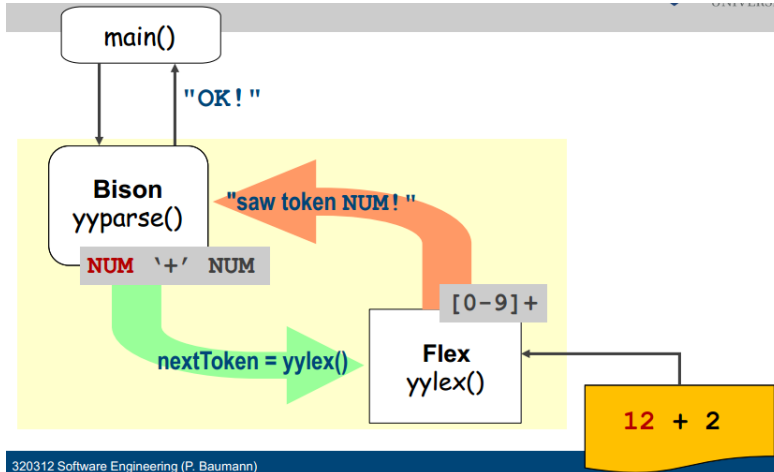 main()
"OK!"
Bison
yyparse()
"saw token NUM!"
NUM ‵+′ NUM
[0-9]+
nextToken = yylex()
Flex
yylex()
12 + 2
320312 Software Engineering (P. Baumann)